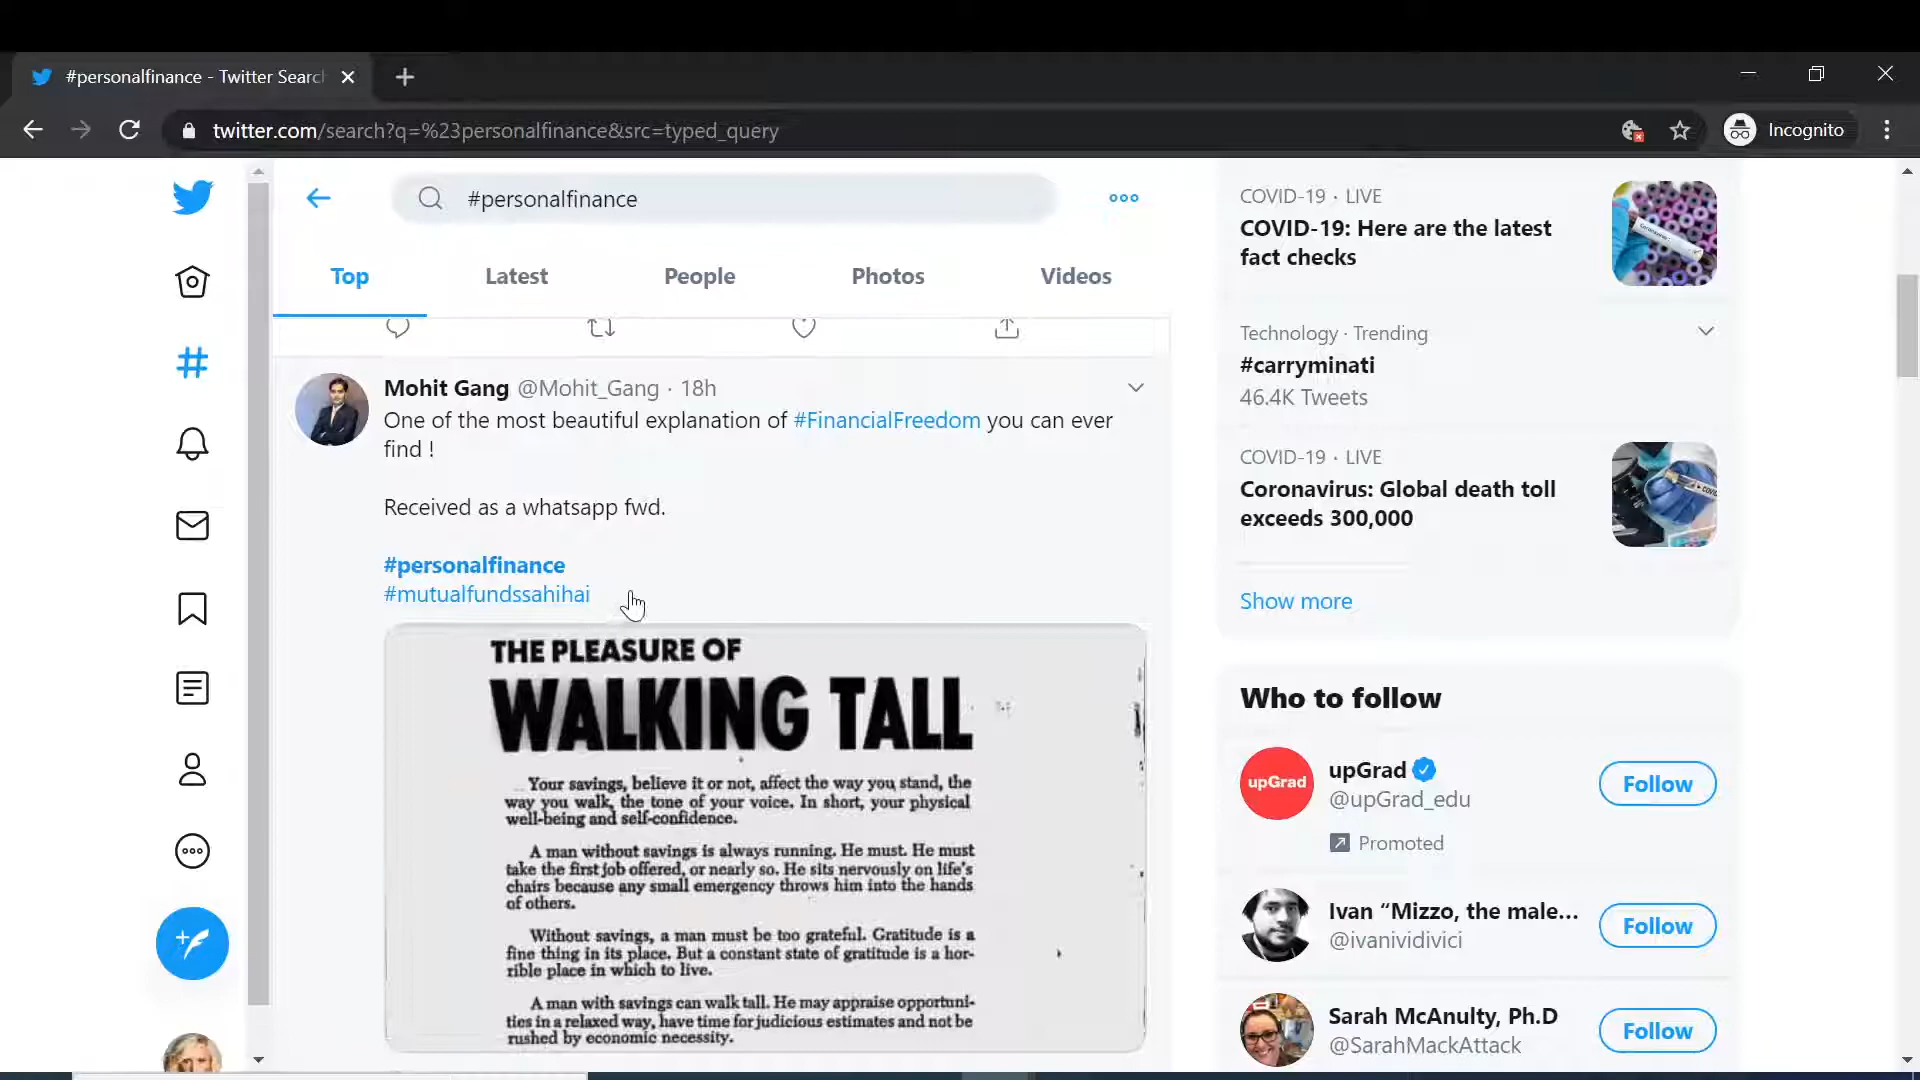 #personalfinance - Twitter Searc
twitter.com/search?q=%23personalfinance&src=typed_query
Incognito
#personalfinance
Top
Latest
People
Photos
Videos
Mohit Gang @Mohit_Gang · 18h
One of the most beautiful explanation of #FinancialFreedom you can ever
find !
Received as a whatsapp fwd.
#personalfinance
#mutualfundssahihai
THE PLEASURE OF
WALKING TALL
Your savings, believe it or not, affect the way you stand, the
way you walk, the tone of your voice. In short, your physical
well-being and self-confidence.
A man without savings is always running. He must. He must
take the first job offered, or nearly so. He sits nervously on life's
chairs because any small emergency throws him into the hands
of others.
Without savings, a man must be too grateful. Gratitude is a
fine thing in its place. But a constant state of gratitude is a hor-
rible place in which to live.
A man with savings can walk tall. He may appraise opportuni-
ties in a relaxed way, have time for judicious estimates and not be
rushed by economic necessity.
COVID-19 · LIVE
COVID-19: Here are the latest
fact checks
Technology · Trending
#carryminati
46.4K Tweets
COVID-19 · LIVE
Coronavirus: Global death toll
exceeds 300,000
Show more
Who to follow
upGrad
upGrad
@upGrad_edu
Follow
Promoted
Ivan “Mizzo, the male...
@ivanividivici
Follow
Sarah McAnulty, Ph.D
@SarahMackAttack
Follow